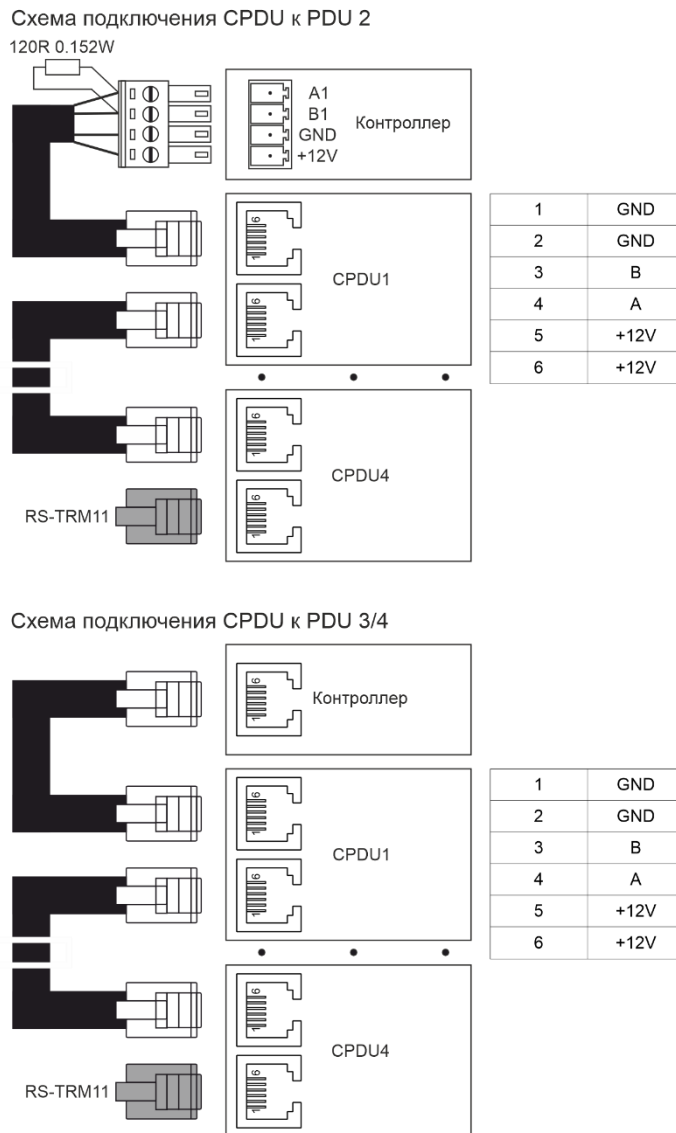 Схема подключения CPDU к PDU 2
120R 0.152W
A1
B1
GND
+12V
Контроллер
6
1
CPDU1
6
1
1 GND
2 GND
3 B
4 A
5 +12V
6 +12V
6
1
CPDU4
RS-TRM11
6
1
Схема подключения CPDU к PDU 3/4
6
1
Контроллер
6
1
CPDU1
6
1
1 GND
2 GND
3 B
4 A
5 +12V
6 +12V
6
1
CPDU4
RS-TRM11
6
1